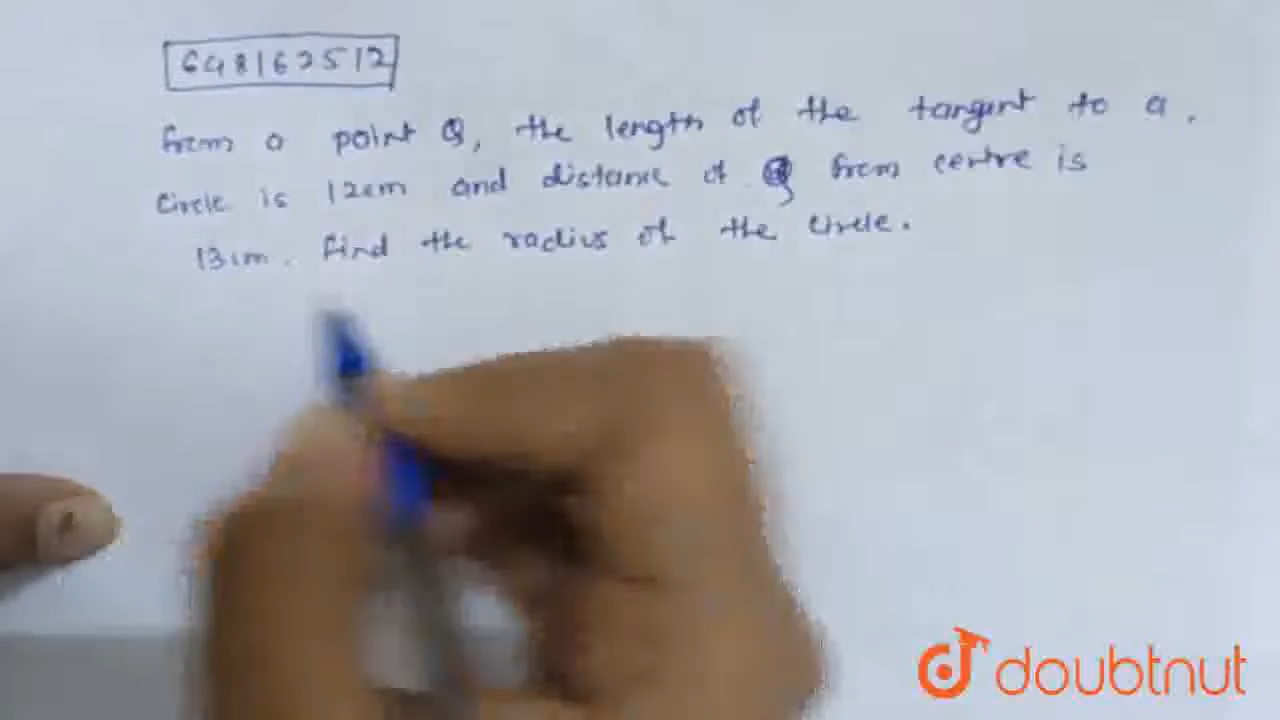 648162512
from a point Q, the length of the tangent to a.
circle is 12cm and distance of Q from centre is
13cm. find the radius of the circle.
doubtnut